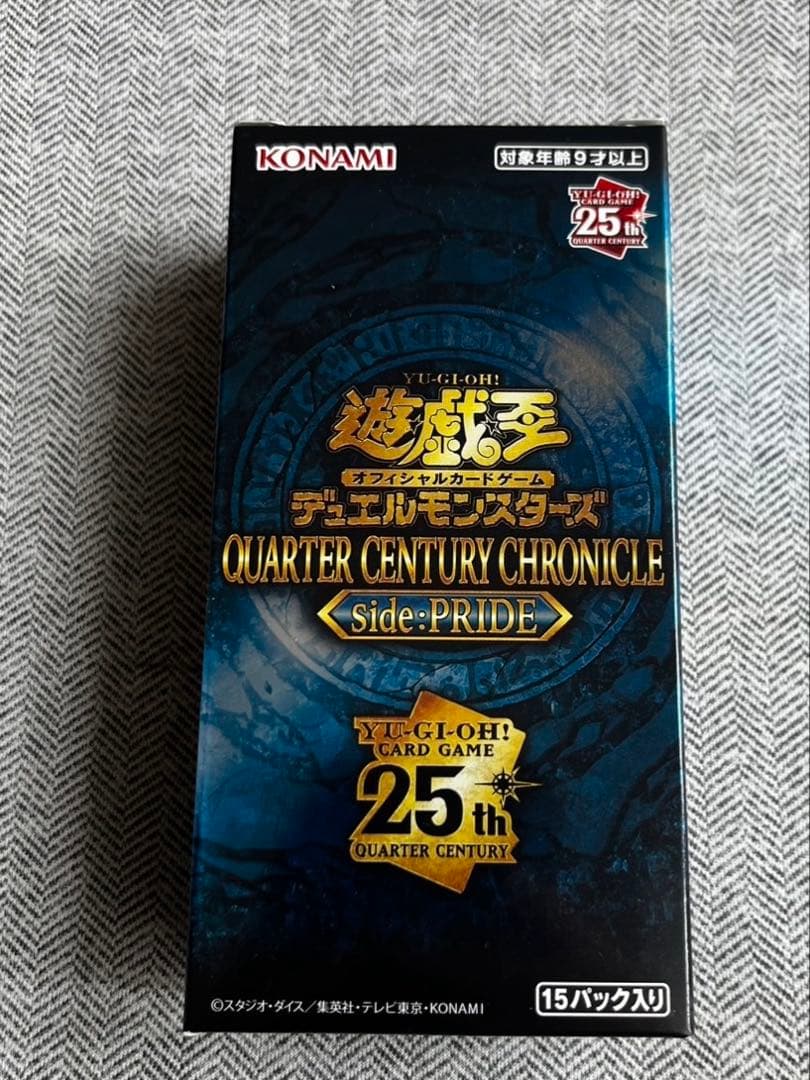 KONAMI
対象年齢9才以上
YU-GI-OH!
CARD GAME
25th
QUARTER CENTURY
YU-GI-OH!
遊☆戯☆王
オフィシャルカードゲーム
デュエルモンスターズ
QUARTER CENTURY CHRONICLE
side:PRIDE
YU-GI-OH!
CARD GAME
25th
QUARTER CENTURY
©スタジオ・ダイス／集英社・テレビ東京・KONAMI
15パック入り